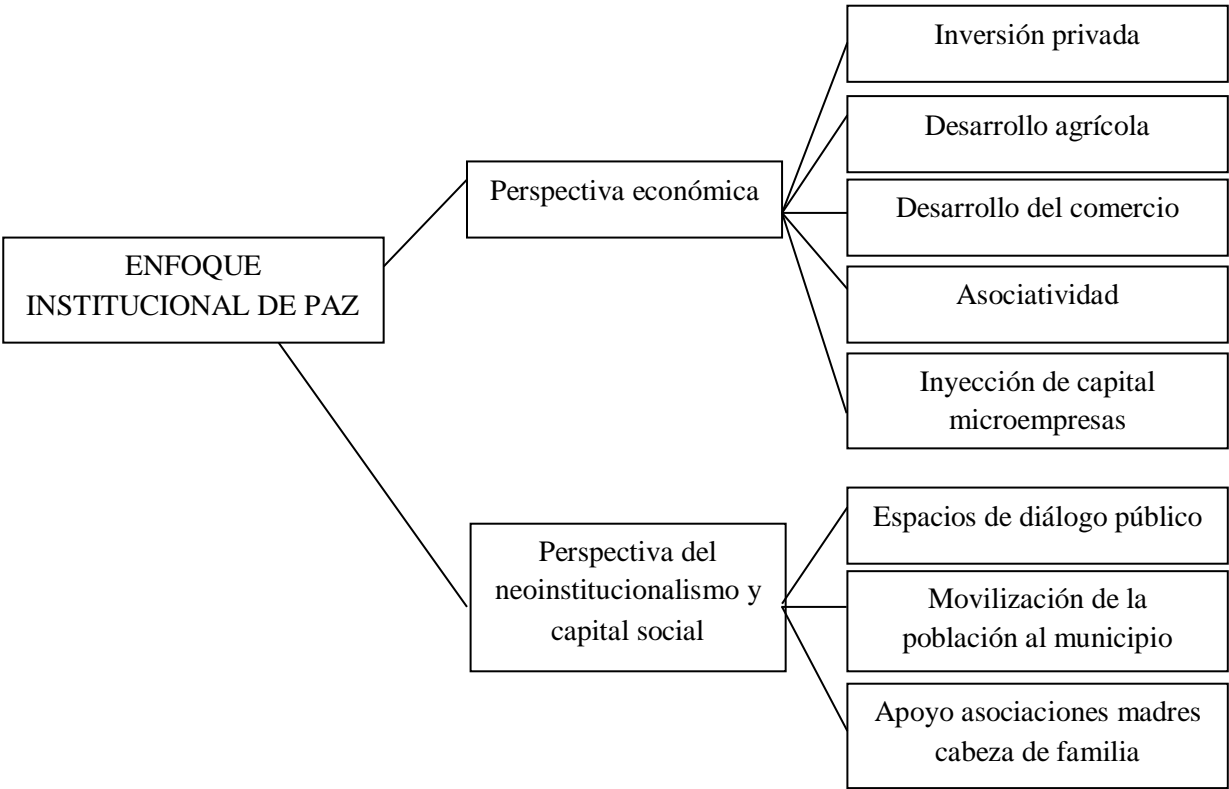 ENFOQUE
INSTITUCIONAL DE PAZ
Perspectiva económica
Inversión privada
Desarrollo agrícola
Desarrollo del comercio
Asociatividad
Inyección de capital
microempresas
Perspectiva del
neoinstitucionalismo y
capital social
Espacios de diálogo público
Movilización de la
población al municipio
Apoyo asociaciones madres
cabeza de familia